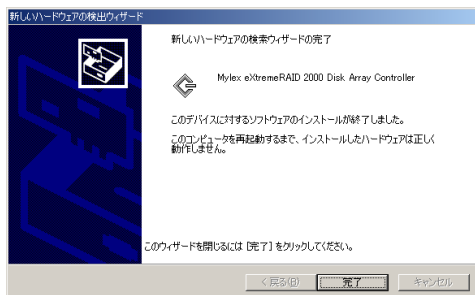 新しいハードウェアの検出ウィザード
新しいハードウェアの検索ウィザードの完了
Mylex eXtremeRAID 2000 Disk Array Controller
このデバイスに対するソフトウェアのインストールが終了しました。
このコンピュータを再起動するまで、インストールしたハードウェアは正しく
動作しません。
このウィザードを閉じるには [完了] をクリックしてください。
< 戻る(B)
完了
キャンセル